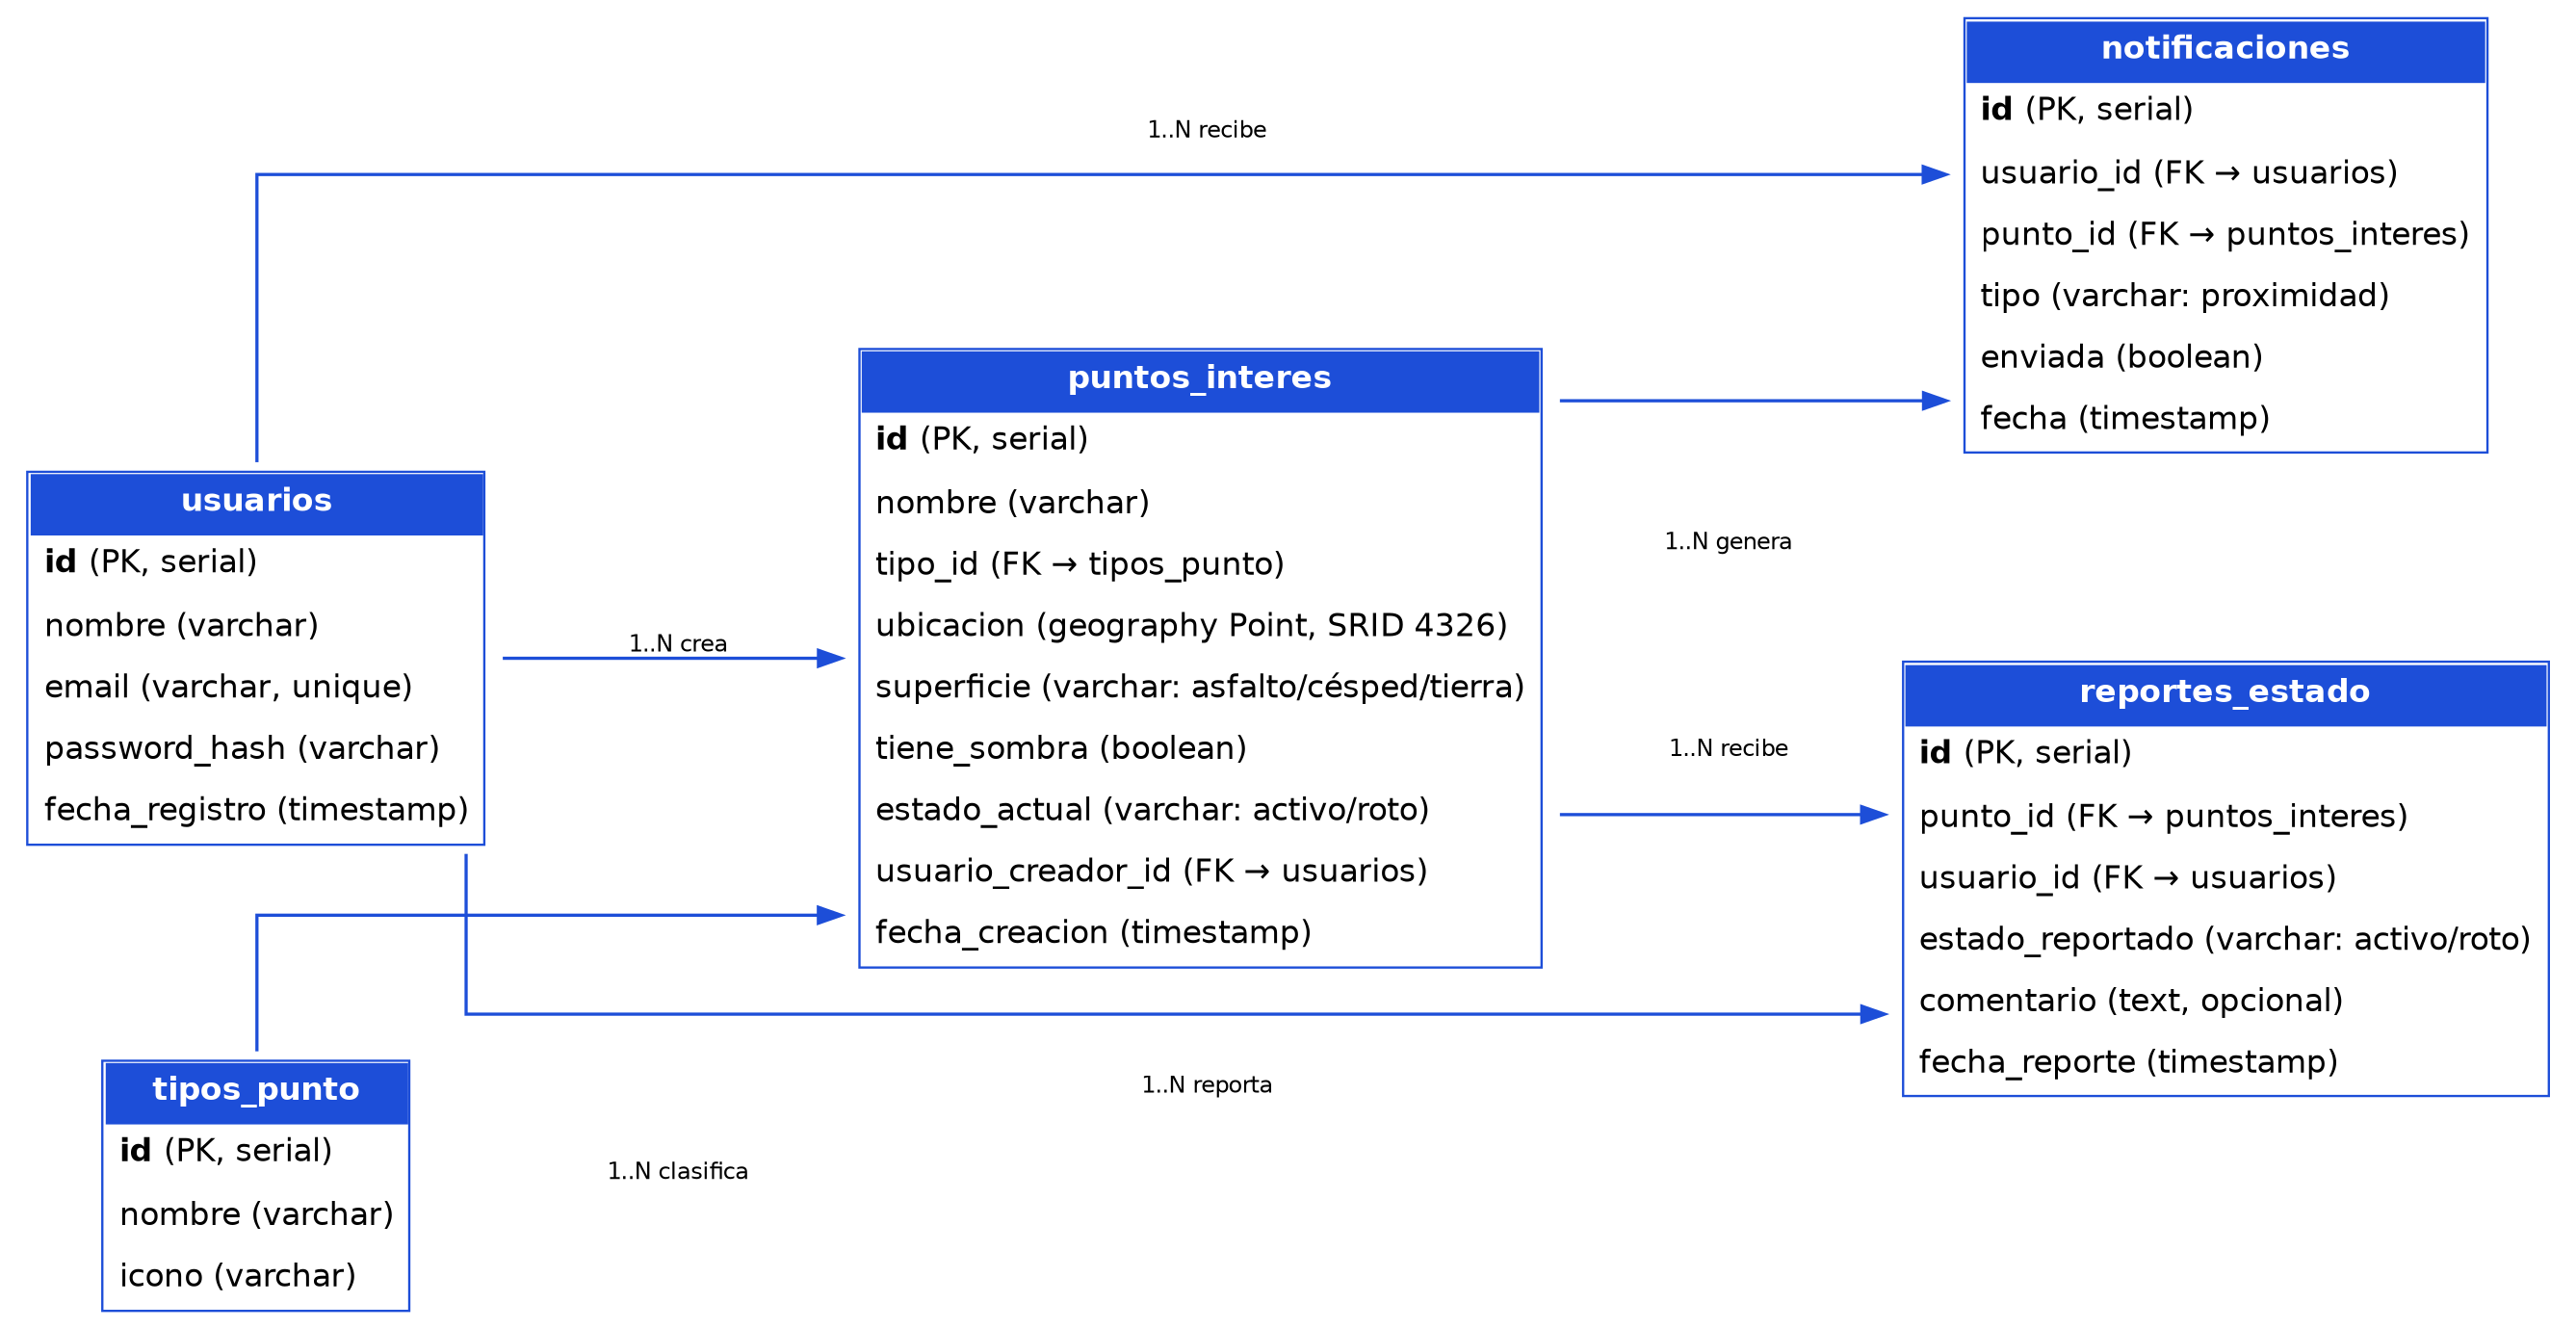 notificaciones
id (PK, serial)
usuario_id (FK → usuarios)
punto_id (FK → puntos_interes)
tipo (varchar: proximidad)
enviada (boolean)
fecha (timestamp)
1..N recibe
puntos_interes
id (PK, serial)
nombre (varchar)
tipo_id (FK → tipos_punto)
ubicacion (geography Point, SRID 4326)
superficie (varchar: asfalto/césped/tierra)
tiene_sombra (boolean)
estado_actual (varchar: activo/roto)
usuario_creador_id (FK → usuarios)
fecha_creacion (timestamp)
usuarios
id (PK, serial)
nombre (varchar)
email (varchar, unique)
password_hash (varchar)
fecha_registro (timestamp)
1..N crea
1..N genera
1..N recibe
reportes_estado
id (PK, serial)
punto_id (FK → puntos_interes)
usuario_id (FK → usuarios)
estado_reportado (varchar: activo/roto)
comentario (text, opcional)
fecha_reporte (timestamp)
1..N reporta
1..N clasifica
tipos_punto
id (PK, serial)
nombre (varchar)
icono (varchar)